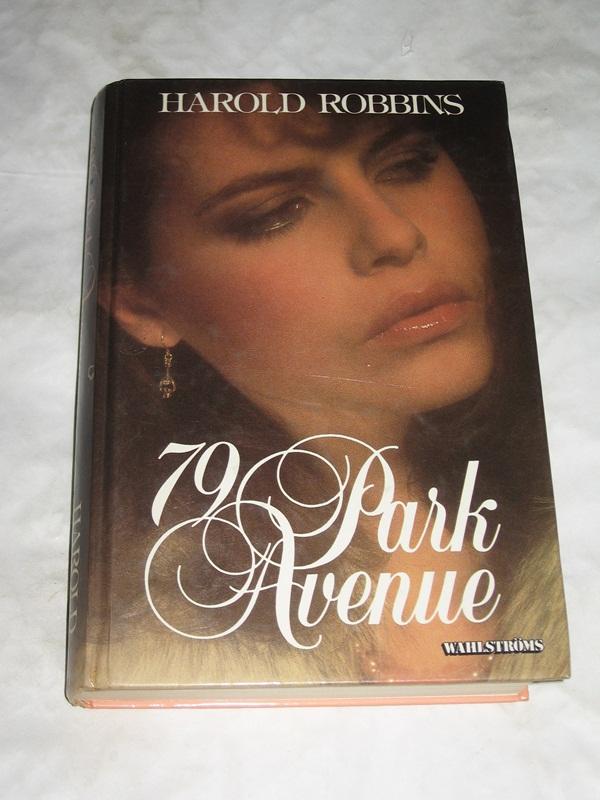 HAROLD ROBBINS
79 Park
Avenue
WAHLSTRÖMS
HAROLD